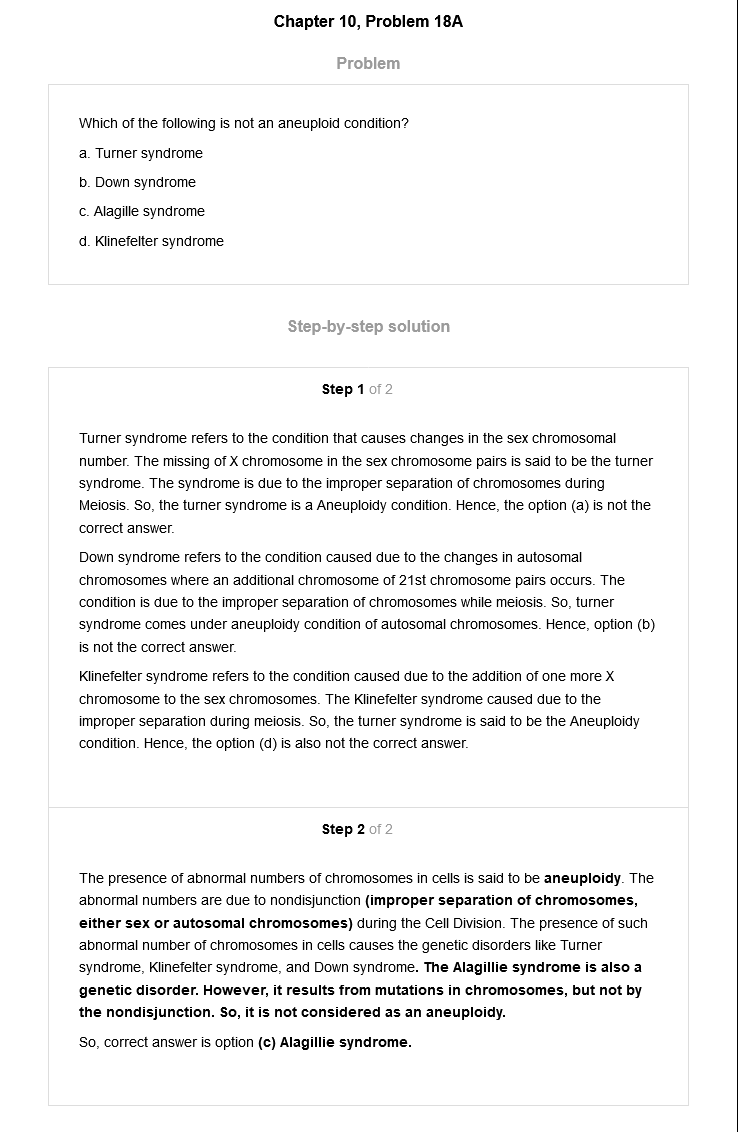 Chapter 10, Problem 18A
Problem
Which of the following is not an aneuploid condition?
a. Turner syndrome
b. Down syndrome
c. Alagille syndrome
d. Klinefelter syndrome
Step-by-step solution
Step 1 of 2
Turner syndrome refers to the condition that causes changes in the sex chromosomal
number. The missing of X chromosome in the sex chromosome pairs is said to be the turner
syndrome. The syndrome is due to the improper separation of chromosomes during
Meiosis. So, the turner syndrome is a Aneuploidy condition. Hence, the option (a) is not the
correct answer.
Down syndrome refers to the condition caused due to the changes in autosomal
chromosomes where an additional chromosome of 21st chromosome pairs occurs. The
condition is due to the improper separation of chromosomes while meiosis. So, turner
syndrome comes under aneuploidy condition of autosomal chromosomes. Hence, option (b)
is not the correct answer.
Klinefelter syndrome refers to the condition caused due to the addition of one more X
chromosome to the sex chromosomes. The Klinefelter syndrome caused due to the
improper separation during meiosis. So, the turner syndrome is said to be the Aneuploidy
condition. Hence, the option (d) is also not the correct answer.
Step 2 of 2
The presence of abnormal numbers of chromosomes in cells is said to be aneuploidy. The
abnormal numbers are due to nondisjunction (improper separation of chromosomes,
either sex or autosomal chromosomes) during the Cell Division. The presence of such
abnormal number of chromosomes in cells causes the genetic disorders like Turner
syndrome, Klinefelter syndrome, and Down syndrome. The Alagillie syndrome is also a
genetic disorder. However, it results from mutations in chromosomes, but not by
the nondisjunction. So, it is not considered as an aneuploidy.
So, correct answer is option (c) Alagillie syndrome.